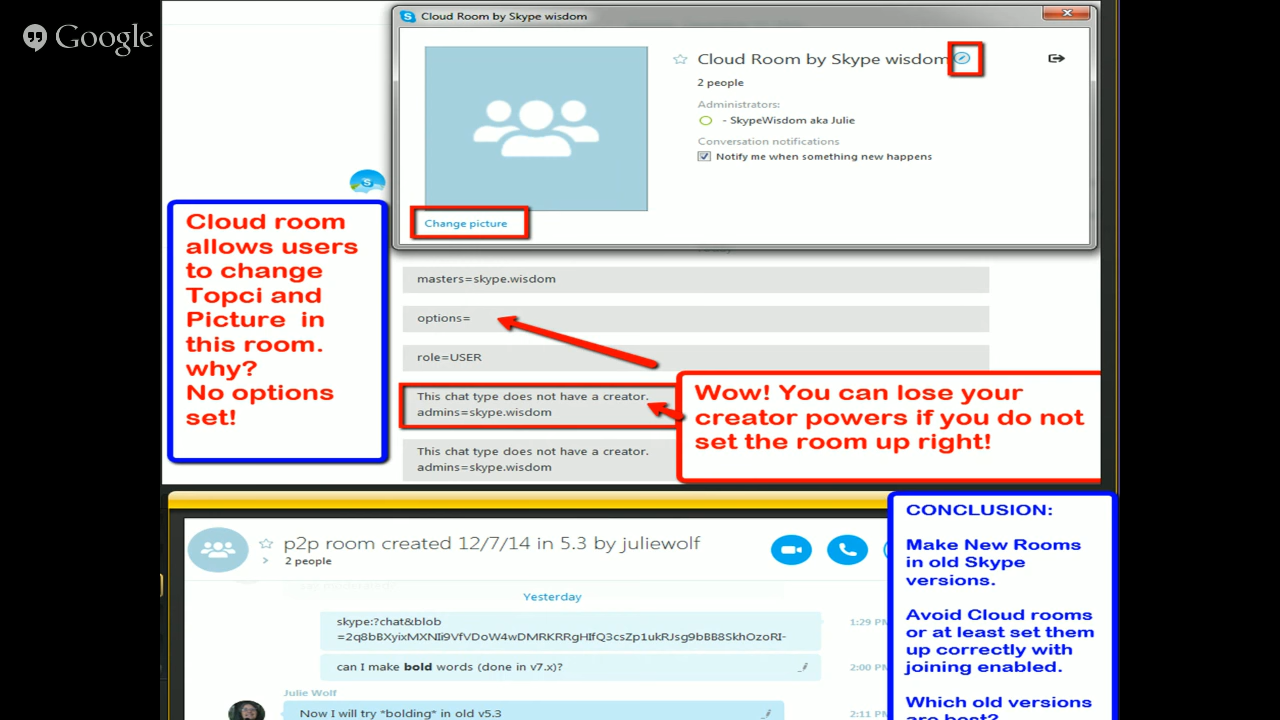 Google
Cloud Room by Skype wisdom
Cloud Room by Skype wisdom
2 people
Administrators:
- SkypeWisdom aka Julie
Conversation notifications
Notify me when something new happens
Change picture
Cloud room
allows users
to change
Topci and
Picture in
this room.
why?
No options
set!
masters=skype.wisdom
options=
role=USER
This chat type does not have a creator.
admins=skype.wisdom
Wow! You can lose your
creator powers if you do not
set the room up right!
This chat type does not have a creator.
admins=skype.wisdom
p2p room created 12/7/14 in 5.3 by juliewolf
2 people
Yesterday
skype:?chat&blob
1:29 PM
can I make bold words (done in v7.x)?
2:00 PM
Julie Wolf
Now I will try *bolding* in old v5.3
2:11 PM
CONCLUSION:
Make New Rooms
in old Skype
versions.
Avoid Cloud rooms
or at least set them
up correctly with
joining enabled.
Which old versions
are best?